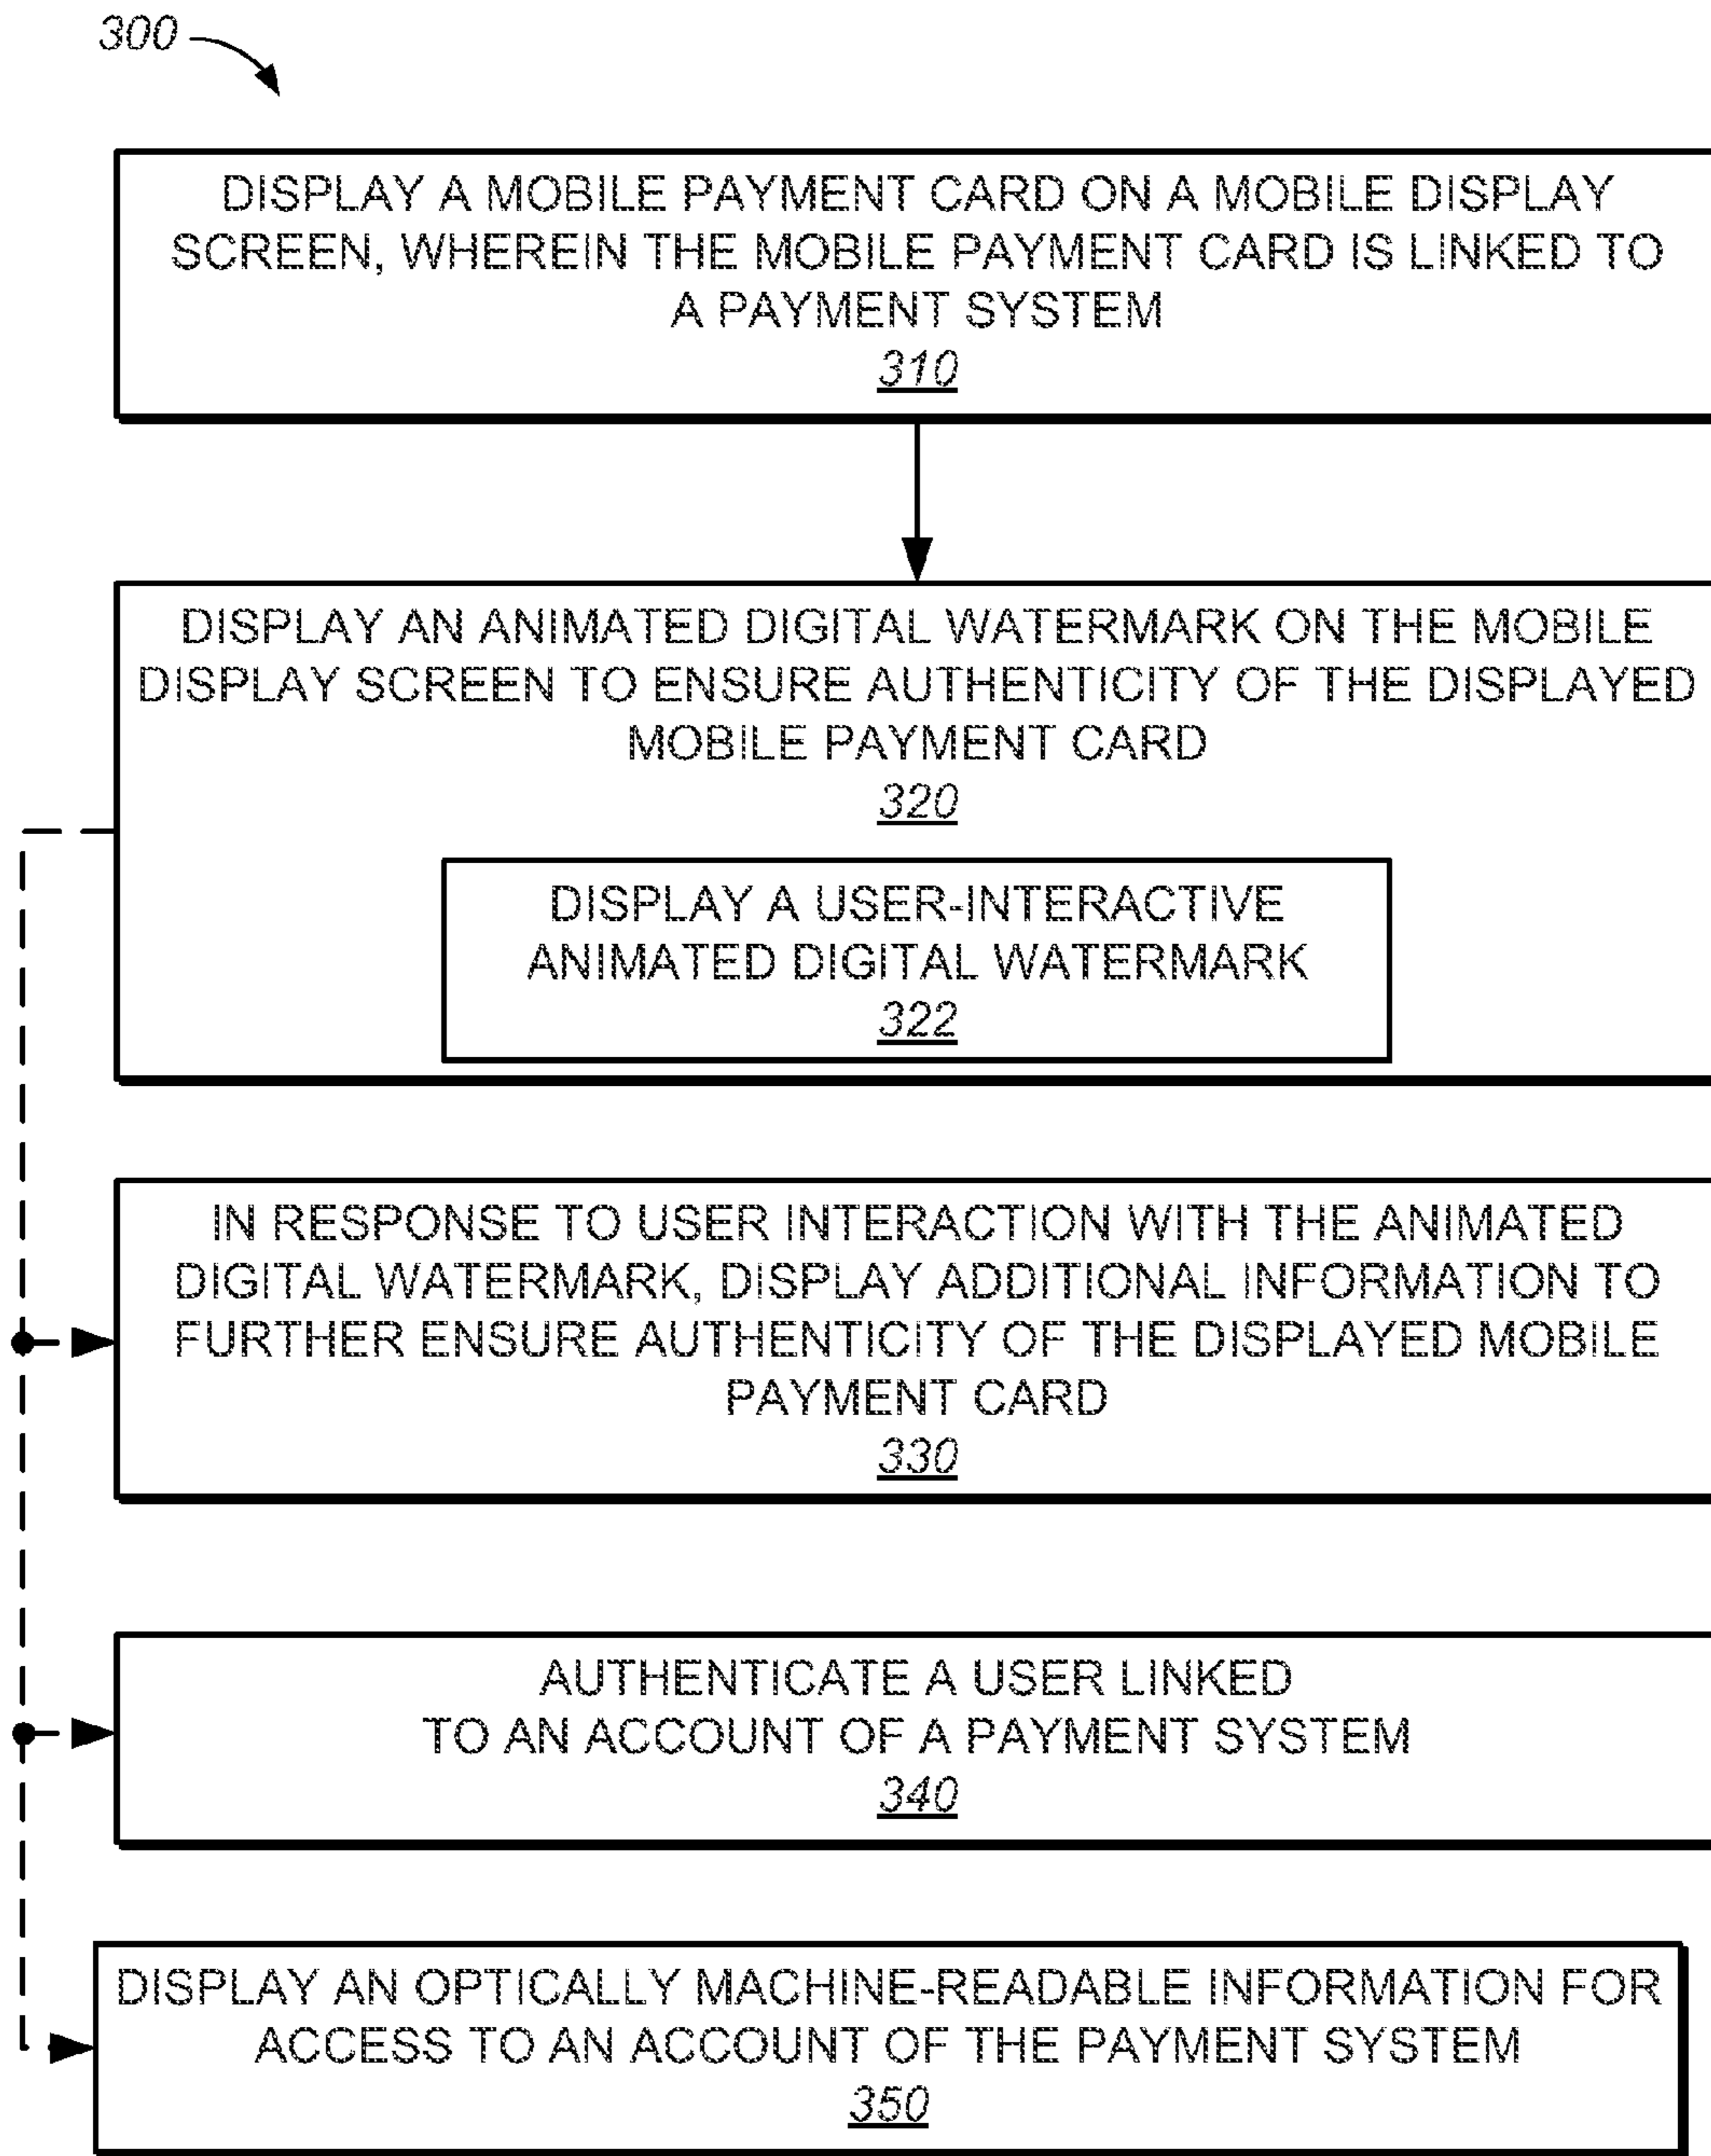 300
DISPLAY A MOBILE PAYMENT CARD ON A MOBILE DISPLAY
SCREEN, WHEREIN THE MOBILE PAYMENT CARD IS LINKED TO
A PAYMENT SYSTEM
310
DISPLAY AN ANIMATED DIGITAL WATERMARK ON THE MOBILE
DISPLAY SCREEN TO ENSURE AUTHENTICITY OF THE DISPLAYED
MOBILE PAYMENT CARD
320
DISPLAY A USER-INTERACTIVE
ANIMATED DIGITAL WATERMARK
322
IN RESPONSE TO USER INTERACTION WITH THE ANIMATED
DIGITAL WATERMARK, DISPLAY ADDITIONAL INFORMATION TO
FURTHER ENSURE AUTHENTICITY OF THE DISPLAYED MOBILE
PAYMENT CARD
330
AUTHENTICATE A USER LINKED
TO AN ACCOUNT OF A PAYMENT SYSTEM
340
DISPLAY AN OPTICALLY MACHINE-READABLE INFORMATION FOR
ACCESS TO AN ACCOUNT OF THE PAYMENT SYSTEM
350